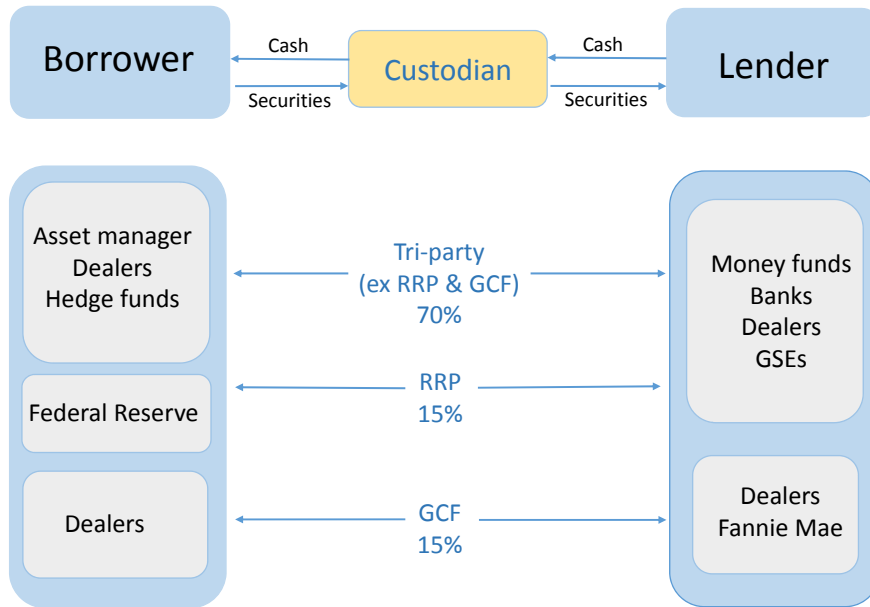 Borrower
Cash
Securities
Custodian
Cash
Securities
Lender
Asset manager
Dealers
Hedge funds
Tri-party
(ex RRP & GCF)
70%
Money funds
Banks
Dealers
GSEs
Federal Reserve
RRP
15%
Dealers
GCF
15%
Dealers
Fannie Mae